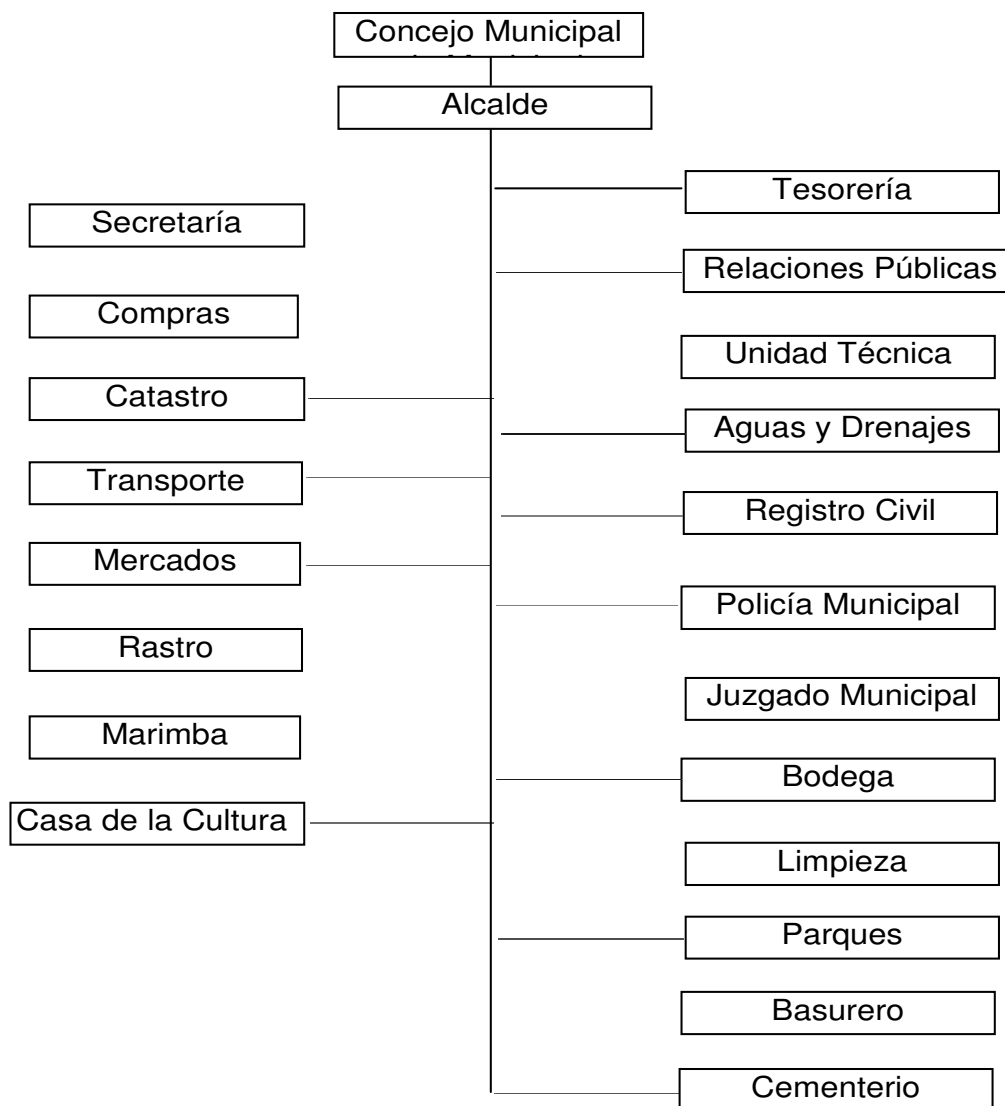 Concejo Municipal
Alcalde
Tesorería
Secretaría
Relaciones Públicas
Compras
Unidad Técnica
Catastro
Aguas y Drenajes
Transporte
Registro Civil
Mercados
Policía Municipal
Rastro
Juzgado Municipal
Marimba
Bodega
Casa de la Cultura
Limpieza
Parques
Basurero
Cementerio